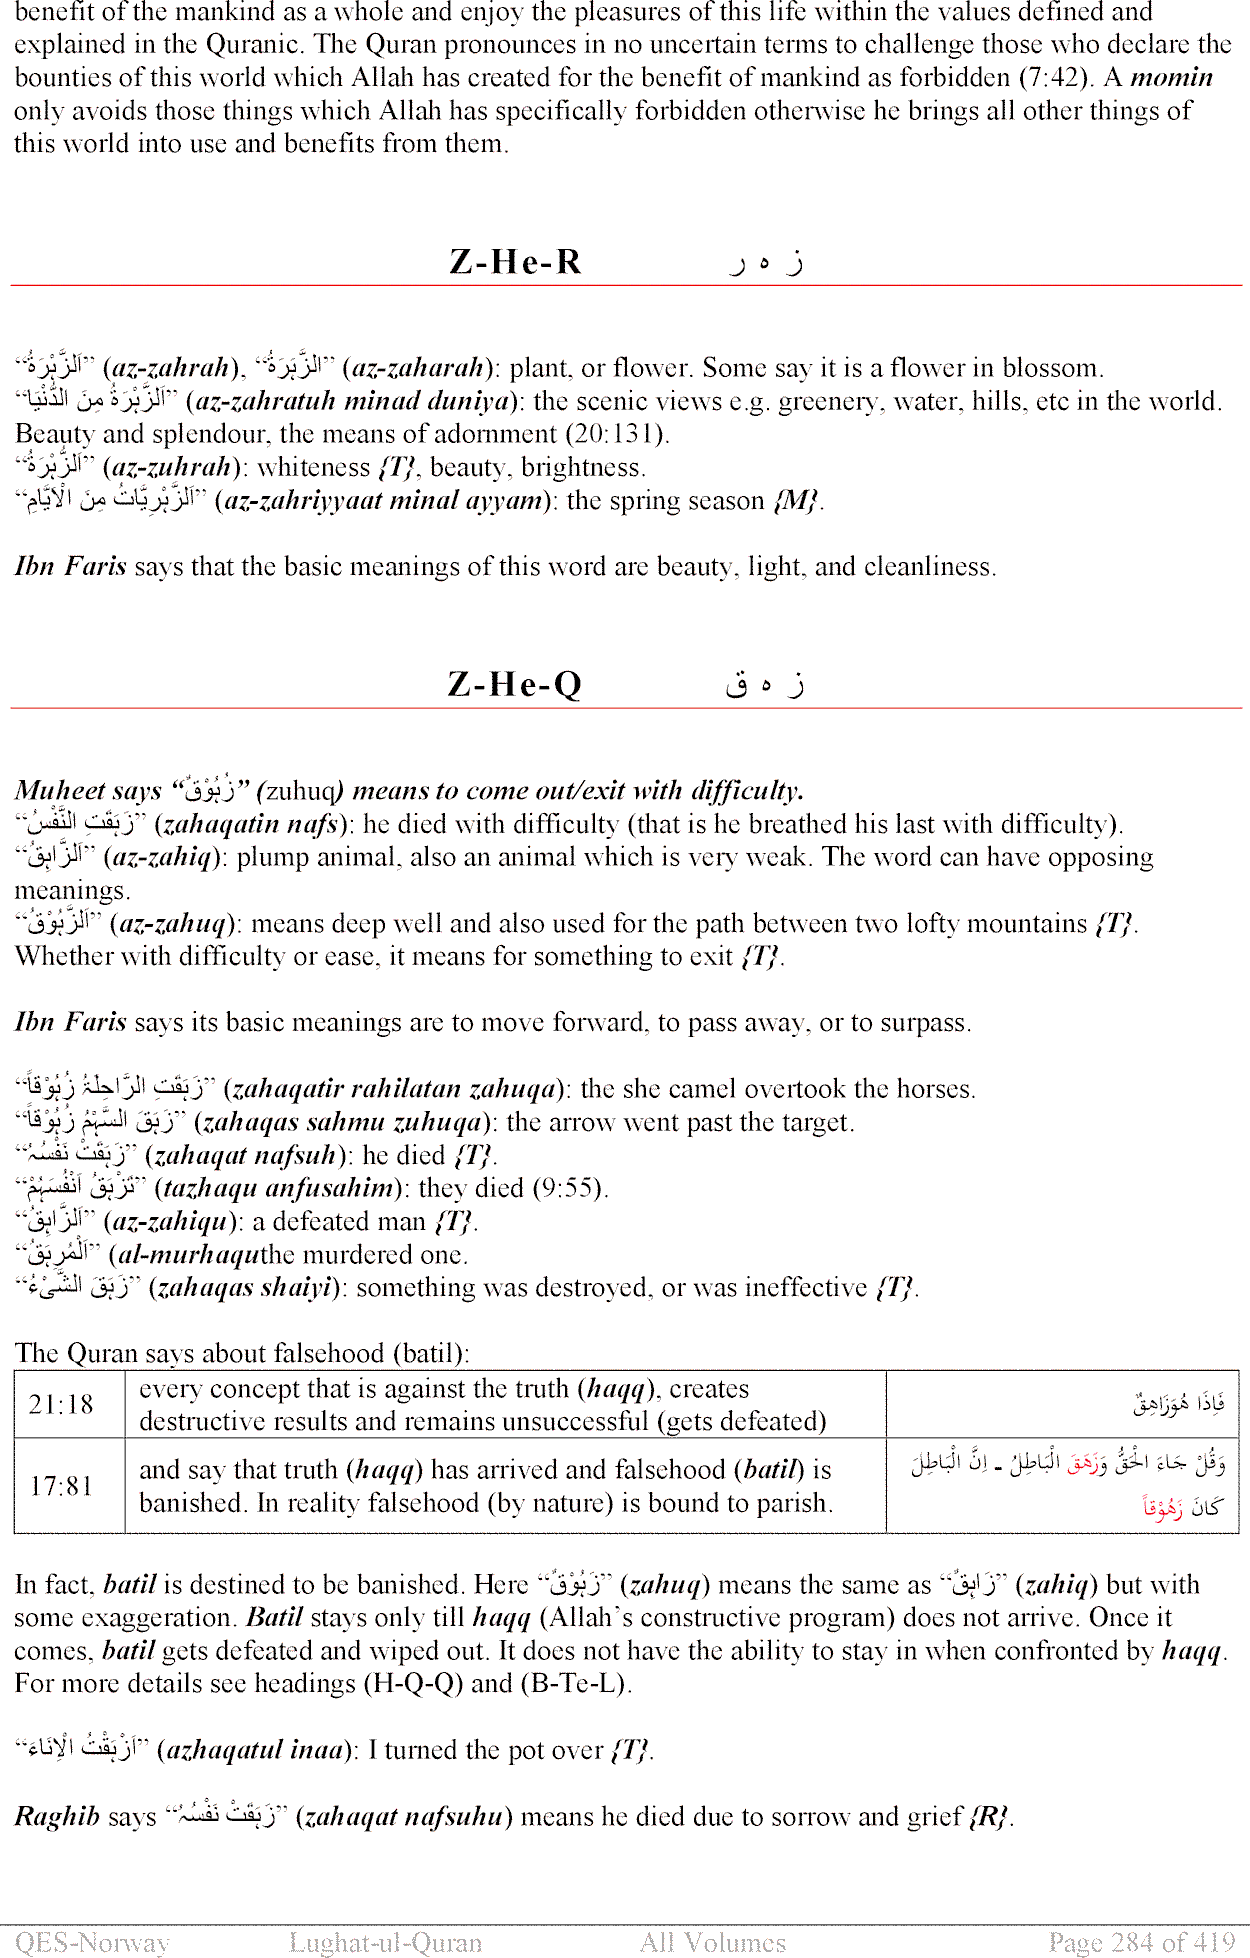 benefit of the mankind as a whole and enjoy the pleasures of this life within the values defined and
explained in the Quranic. The Quran pronounces in no uncertain terms to challenge those who declare the
bounties of this world which Allah has created for the benefit of mankind as forbidden (7:42). A momin
only avoids those things which Allah has specifically forbidden otherwise he brings all other things of
this world into use and benefits from them.
Z-He-R ز ہ ر
“اَلزَّہْرَۃُ” (az-zahrah), “الزَّہَرَۃُ” (az-zaharah): plant, or flower. Some say it is a flower in blossom.
“اَلزَّہْرَۃُ مِنَ الدُّنْيَا” (az-zahratuh minad duniya): the scenic views e.g. greenery, water, hills, etc in the world.
Beauty and splendour, the means of adornment (20:131).
“اَلزُّہْرَۃُ” (az-zuhrah): whiteness {T}, beauty, brightness.
“اَلزَّہْرِيَّاتُ مِنَ الْاَيَّامِ” (az-zahriyyaat minal ayyam): the spring season {M}.
Ibn Faris says that the basic meanings of this word are beauty, light, and cleanliness.
Z-He-Q ز ہ ق
Muheet says “زُہُوْقٌ” (zuhuq) means to come out/exit with difficulty.
“زَہَقَتِ النَّفْسُ” (zahaqatin nafs): he died with difficulty (that is he breathed his last with difficulty).
“اَلزَّاہِقُ” (az-zahiq): plump animal, also an animal which is very weak. The word can have opposing
meanings.
“اَلزَّہُوْقُ” (az-zahuq): means deep well and also used for the path between two lofty mountains {T}.
Whether with difficulty or ease, it means for something to exit {T}.
Ibn Faris says its basic meanings are to move forward, to pass away, or to surpass.
“زَہَقَتِ الرَّاحِلَۃُ زُہُوْقاً” (zahaqatir rahilatan zahuqa): the she camel overtook the horses.
“زَہَقَ السَّہْمُ زُہُوْقاً” (zahaqas sahmu zuhuqa): the arrow went past the target.
“زَہَقَتْ نَفْسُہٗ” (zahaqat nafsuh): he died {T}.
“تَزْہَقُ اَنْفُسَہُمْ” (tazhaqu anfusahim): they died (9:55).
“اَلزَّاہِقُ” (az-zahiqu): a defeated man {T}.
“اَلْمُرہَقُ” (al-murhaquthe murdered one.
“زَہَقَ الشَّیْءُ” (zahaqas shaiyi): something was destroyed, or was ineffective {T}.
The Quran says about falsehood (batil):
21:18 every concept that is against the truth (haqq), creates
destructive results and remains unsuccessful (gets defeated) فَاِذَا هُوَزَاهِقٌ
17:81 and say that truth (haqq) has arrived and falsehood (batil) is
banished. In reality falsehood (by nature) is bound to parish. وَقُلْ جَاءَ الْحَقُّ وَزَهَقَ الْبَاطِلُ ـ اِنَّ الْبَاطِلَ
كَانَ زَهُوْقاً
In fact, batil is destined to be banished. Here “زَہُوْقٌ” (zahuq) means the same as “زَاہِقٌ” (zahiq) but with
some exaggeration. Batil stays only till haqq (Allah’s constructive program) does not arrive. Once it
comes, batil gets defeated and wiped out. It does not have the ability to stay in when confronted by haqq.
For more details see headings (H-Q-Q) and (B-Te-L).
“اَزْہَقْتُ الْاِنَاءَ” (azhaqatul inaa): I turned the pot over {T}.
Raghib says “زَہَقَتْ نَفْسُہٗ” (zahaqat nafsuhu) means he died due to sorrow and grief {R}.
QES-Norway Lughat-ul-Quran All Volumes Page 284 of 419